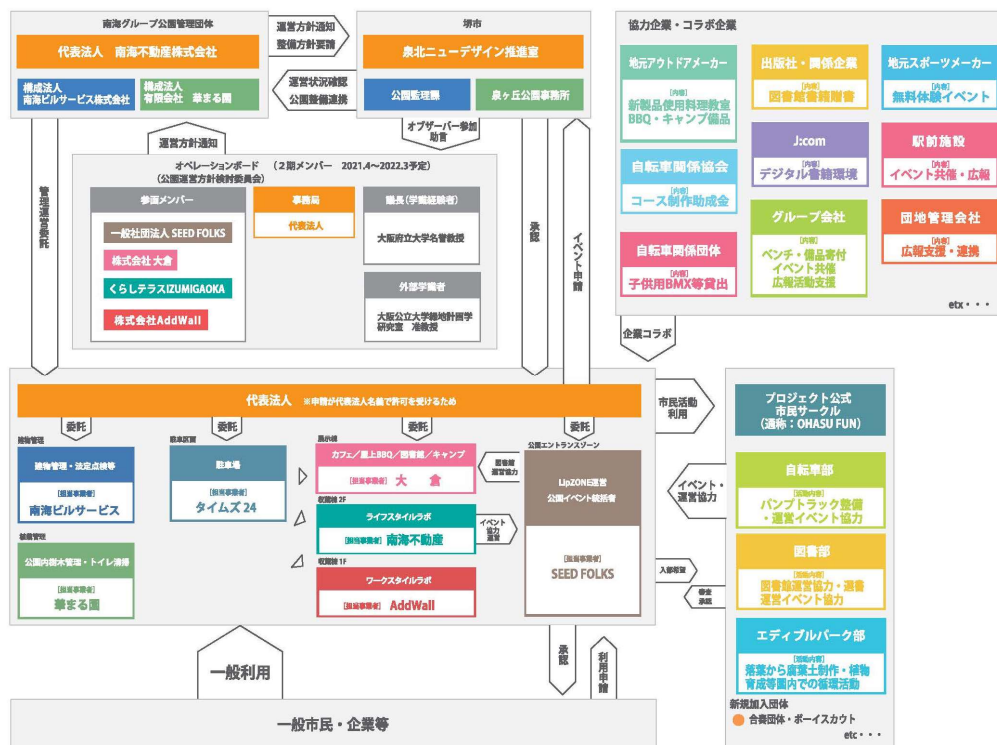 南海グループ公園管理団体
代表法人 南海不動産株式会社
構成法人
南海ビルサービス株式会社
構成法人
有限会社 華まる園
運営方針通知
整備方針要請
運営状況確認
公園整備連携
堺市
泉北ニューデザイン推進室
公園監理課
泉ヶ丘公園事務所
運営方針通知
オブザーバー参加
助言
オペレーションボード (2期メンバー 2021.4~2022.3予定)
(公園運営方針検討委員会)
参画メンバー
一般社団法人 SEED FOLKS
株式会社 大倉
くらしテラスIZUMIGAOKA
株式会社AddWall
事務局
代表法人
座長(学識経験者)
大阪府立大学名誉教授
外部学識者
大阪公立大学緑地計画学
研究室 准教授
管理運営委託
承認
イベント申請
協力企業・コラボ企業
地元アウトドアメーカー
[内容]
新製品使用料理教室
BBQ・キャンプ備品
出版社・関係企業
[内容]
図書館書籍贈書
地元スポーツメーカー
[内容]
無料体験イベント
自転車関係協会
[内容]
コース制作助成金
J:com
[内容]
デジタル書籍環境
駅前施設
[内容]
イベント共催・広報
自転車関係団体
[内容]
子供用BMX等貸出
グループ会社
[内容]
ベンチ・備品寄付
イベント共催
広報活動支援
団地管理会社
[内容]
広報支援・連携
etx・・・
企業コラボ
代表法人 ※申請が代表法人名義で許可を受けるため
委託
委託
委託
委託
建物管理
建物管理・法定点検等
[担当事業者]
南海ビルサービス
植栽管理
公園内樹木管理・トイレ清掃
[担当事業者]
華まる園
駐車区画
駐車場
[担当事業者]
タイムズ24
展示棟
カフェ/屋上BBQ/図書館/キャンプ
[担当事業者] 大 倉
収蔵棟 2F
ライフスタイルラボ
[担当事業者] 南海不動産
収蔵棟 1F
ワークスタイルラボ
[担当事業者] AddWall
図書館
運営協力
イベント
協力
運営
公園エントランスゾーン
LipZONE運営
公園イベント統括者
[担当事業者]
SEED FOLKS
市民活動
利用
イベント・
運営協力
入部希望
審査
承認
プロジェクト公式
市民サークル
(通称:OHASU FUN)
自転車部
[活動内容]
パンプトラック整備
・運営イベント協力
図書部
[活動内容]
図書館運営協力・選書
運営イベント協力
エディブルパーク部
[活動内容]
落葉から腐葉土制作・植物
育成等園内での循環活動
新規加入団体
合奏団体・ボーイスカウト
etc・・・
一般利用
承認
利用申請
一般市民・企業等